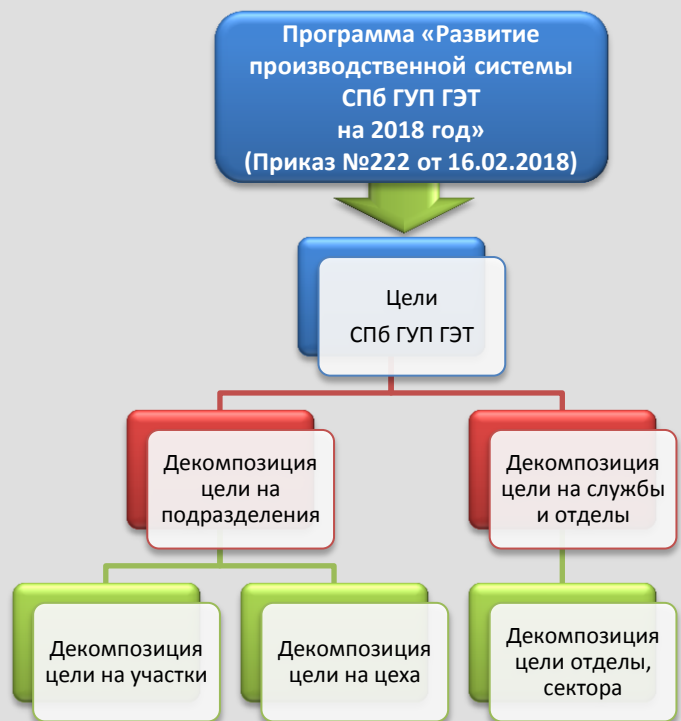 Программа «Развитие
производственной системы
СПб ГУП ГЭТ
на 2018 год»
(Приказ №222 от 16.02.2018)
Цели
СПб ГУП ГЭТ
Декомпозиция
цели на
подразделения
Декомпозиция
цели на службы
и отделы
Декомпозиция
цели на участки
Декомпозиция
цели на цеха
Декомпозиция
цели отделы,
сектора